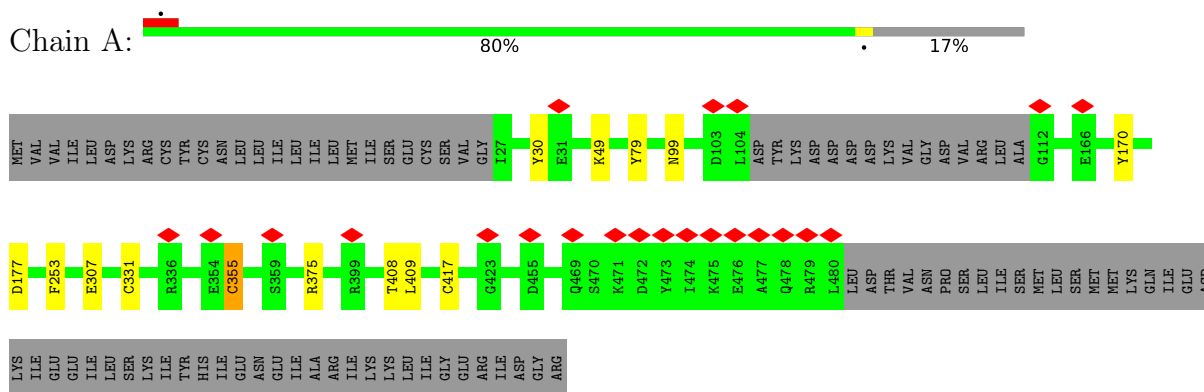 Chain A:
80% 17%
MET VAL VAL ILE LEU ASP LYS ARG CYS TYR CYS ASN LEU LEU ILE LEU ILE LEU MET ILE SER GLU CYS SER VAL GLY I27 Y30 E31 K49 Y79 N99 D103 L104 ASP TYR LYS ASP ASP ASP ASP LYS VAL GLY ASP VAL ARG LEU ALA G112 E166 Y170
D177 F253 E307 C331 R336 E354 C355 S359 R375 R399 T408 L409 C417 G423 D455 Q469 S470 K471 D472 Y473 I474 K475 E476 A477 Q478 R479 L480 LEU ASP THR VAL ASN PRO SER LEU ILE SER MET LEU SER MET MET LYS GLN ILE GLU
LYS ILE GLU GLU ILE LEU SER LYS ILE TYR HIS ILE GLU ASN GLU ILE ALA ARG ILE LYS LYS LEU ILE GLY GLU ARG ILE ASP GLY ARG